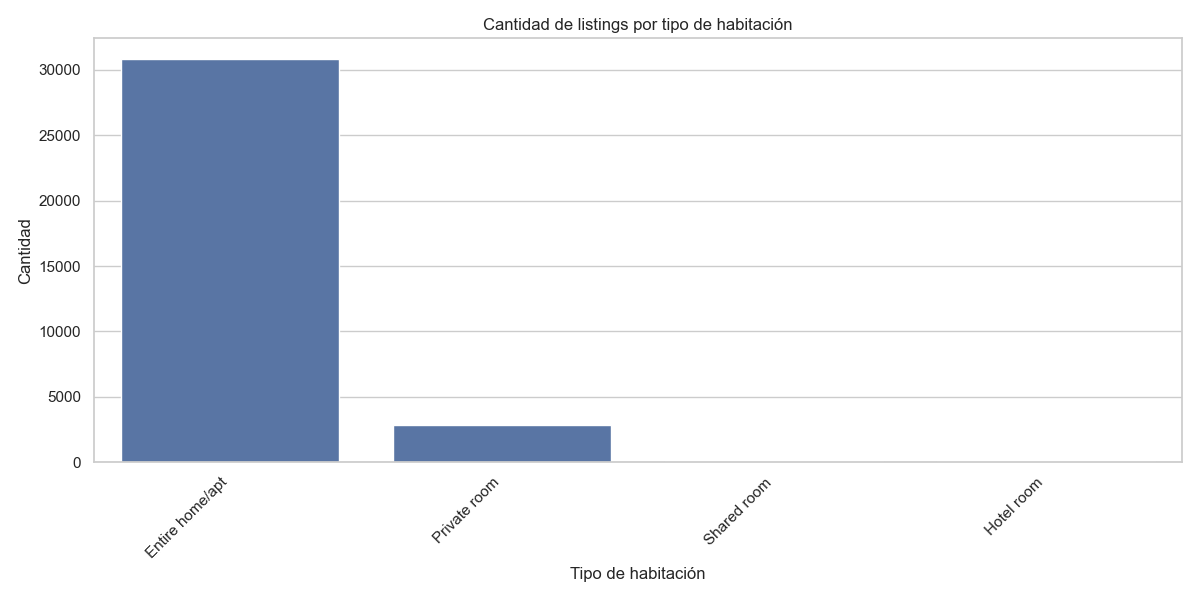 Cantidad de listings por tipo de habitación
30000
25000
20000
15000
10000
5000
0
Cantidad
Entire home/apt
Private room
Shared room
Hotel room
Tipo de habitación